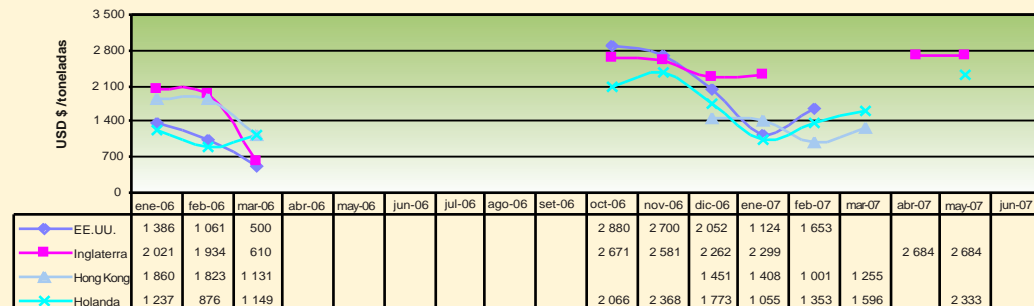 3 500
2 800
2 100
1 400
700
0
USD $ /toneladas
ene-06 feb-06 mar-06 abr-06 may-06 jun-06 jul-06 ago-06 set-06 oct-06 nov-06 dic-06 ene-07 feb-07 mar-07 abr-07 may-07 jun-07
EE.UU. 1 386 1 061 500 2 880 2 700 2 052 1 124 1 653
Inglaterra 2 021 1 934 610 2 671 2 581 2 262 2 299 2 684 2 684
Hong Kong 1 860 1 823 1 131 1 451 1 408 1 001 1 255
Holanda 1 237 876 1 149 2 066 2 368 1 773 1 055 1 353 1 596 2 333